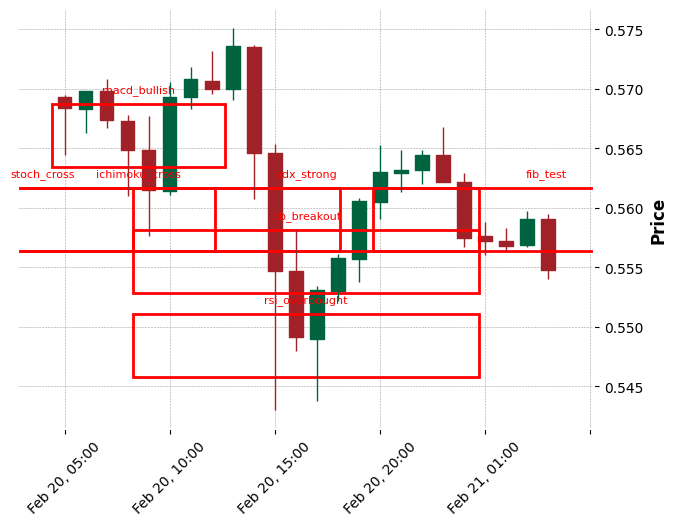 macd_bullish
stoch_cross
adx_strong
fib_test
rsi_overbought
0.575
0.570
0.565
0.560
0.555
0.550
0.545
Price
Feb 20, 05:00
Feb 20, 10:00
Feb 20, 15:00
Feb 20, 20:00
Feb 21, 01:00